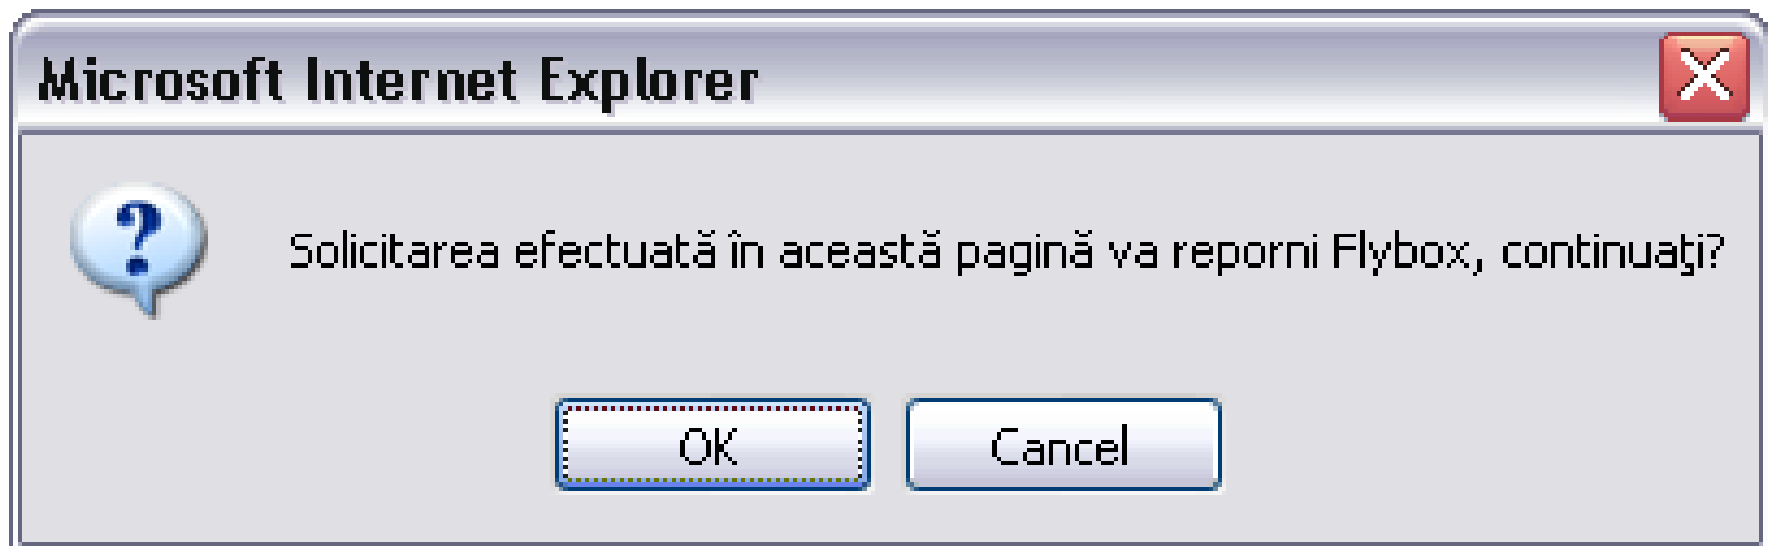 Microsoft Internet Explorer
Solicitarea efectuată în această pagină va reporni Flybox, continuaţi?
OK
Cancel